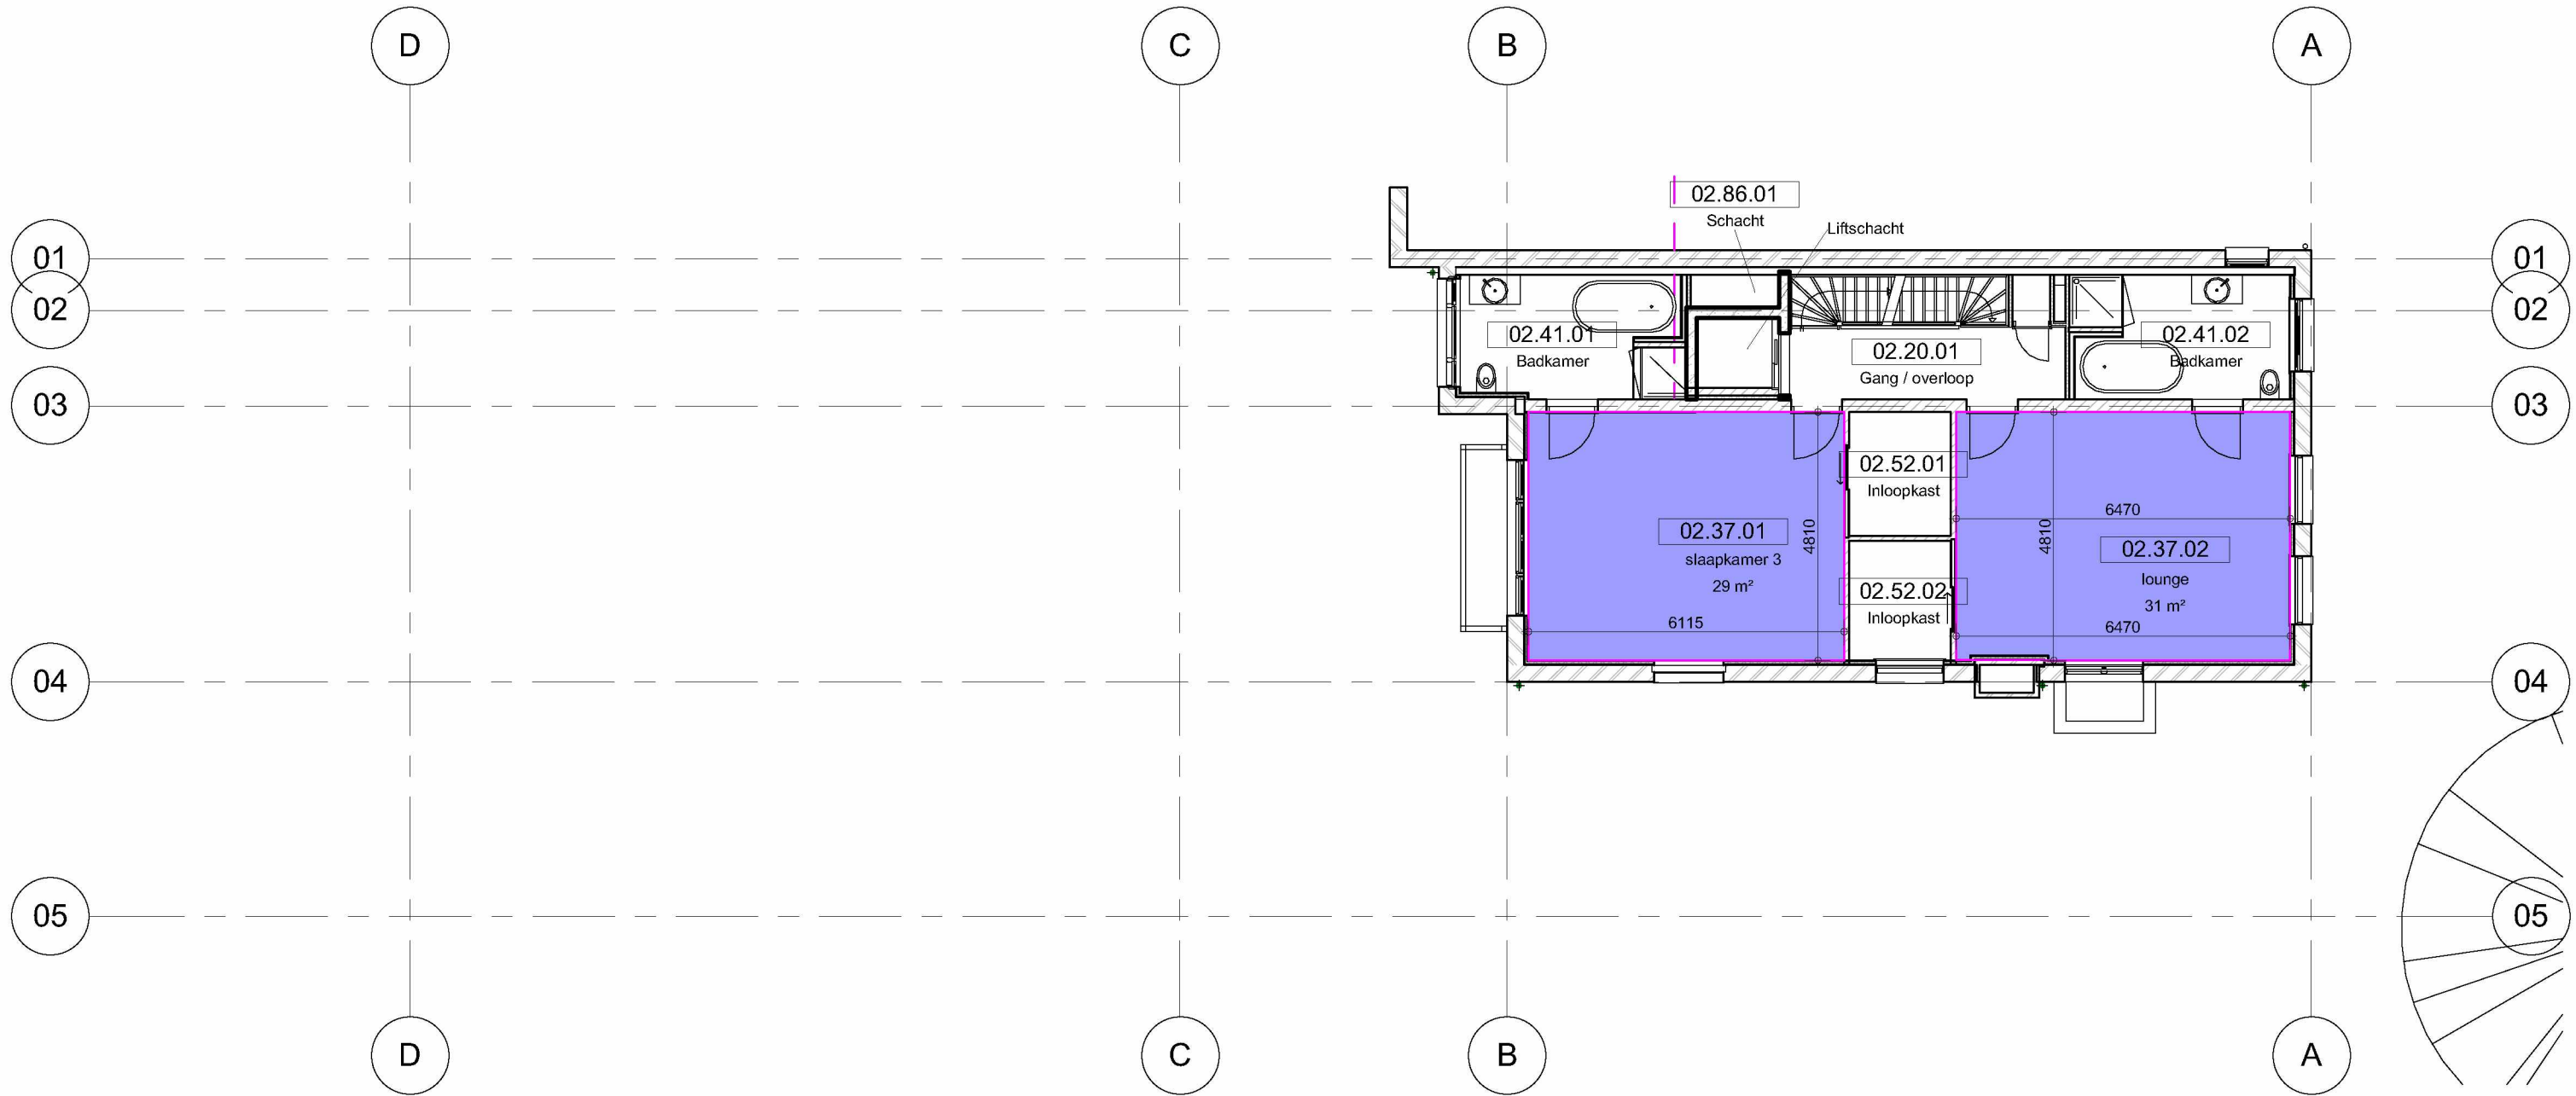 D
C
B
A
02.86.01
Schacht
Liftschacht
01
01
02
02
02.41.01
Badkamer
02.20.01
Gang / overloop
02.41.02
Badkamer
03
03
02.52.01
Inloopkast
02.37.01
slaapkamer 3
29 m²
4810
6115
02.52.02
Inloopkast
6470
4810
02.37.02
lounge
31 m²
6470
04
04
05
05
D
C
B
A